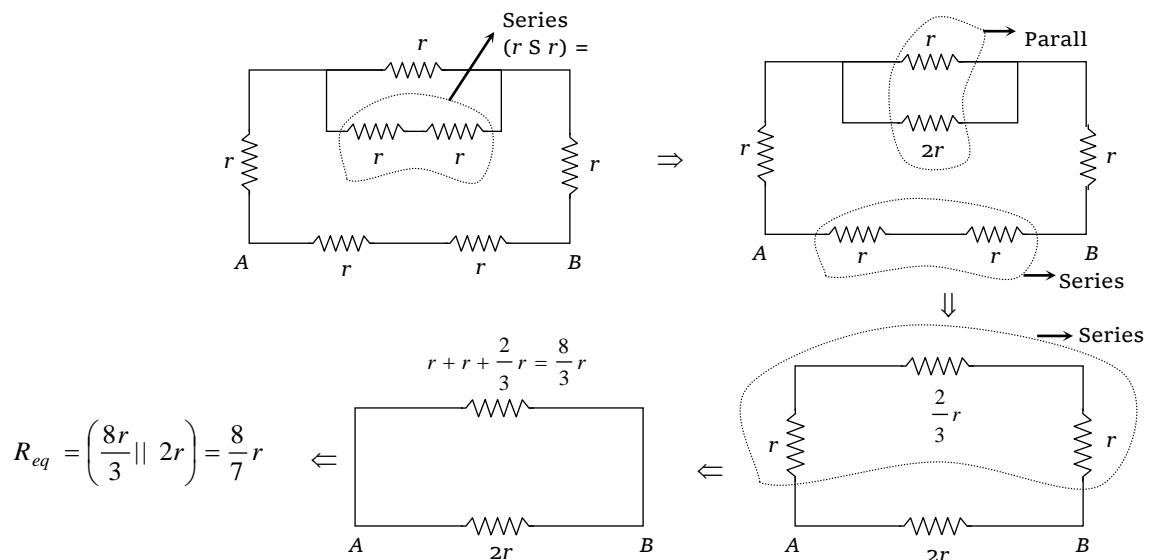 Series
(r S r) =
r
r
r
r
r
A
r
r
B
⇒
Parall
r
2r
r
r
A
r
r
B
Series
⇓
Series
2/3 r
r
r
A
2r
B
⇐
r + r + 2/3 r = 8/3 r
A
2r
B
⇐
R_eq = (8r/3 || 2r) = 8/7 r